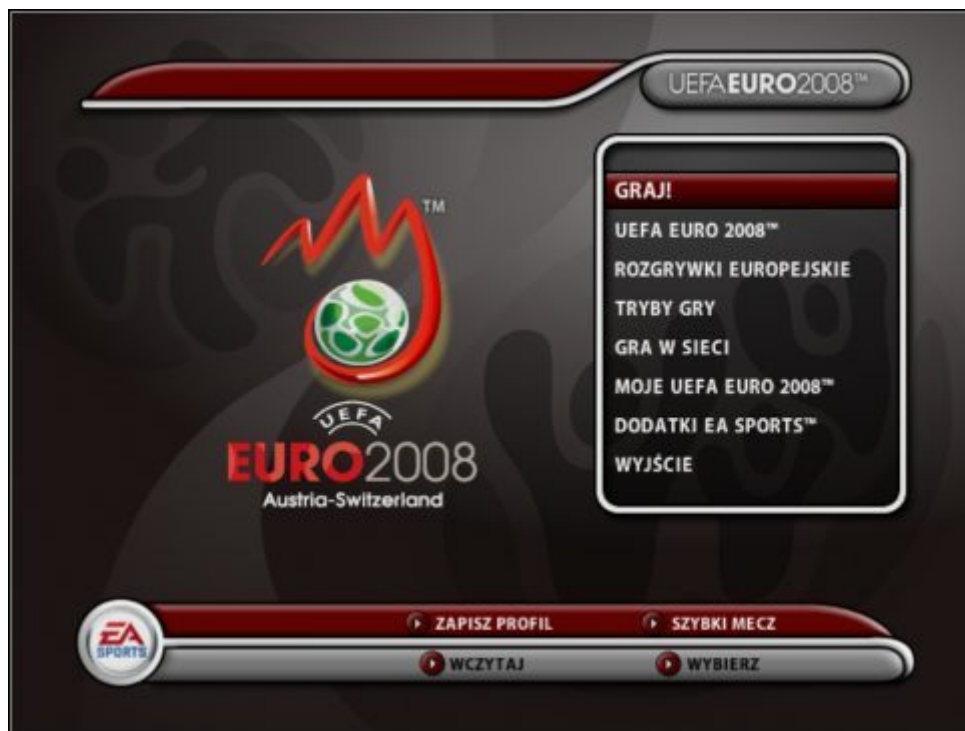 UEFAEURO2008™
GRAJ!
UEFA EURO 2008™
ROZGRYWKI EUROPEJSKIE
TRYBY GRY
GRA W SIECI
MOJE UEFA EURO 2008™
DODATKI EA SPORTS™
WYJŚCIE
TM
UEFA
EURO2008
Austria-Switzerland
EA
SPORTS
ZAPISZ PROFIL
SZYBKI MECZ
WCZYTAJ
WYBIERZ